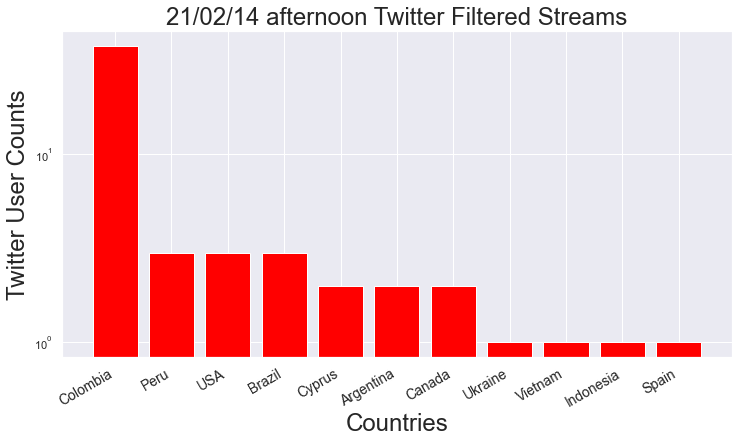 21/02/14 afternoon Twitter Filtered Streams
Twitter User Counts
10¹
10⁰
Colombia
Peru
USA
Brazil
Cyprus
Argentina
Canada
Ukraine
Vietnam
Indonesia
Spain
Countries